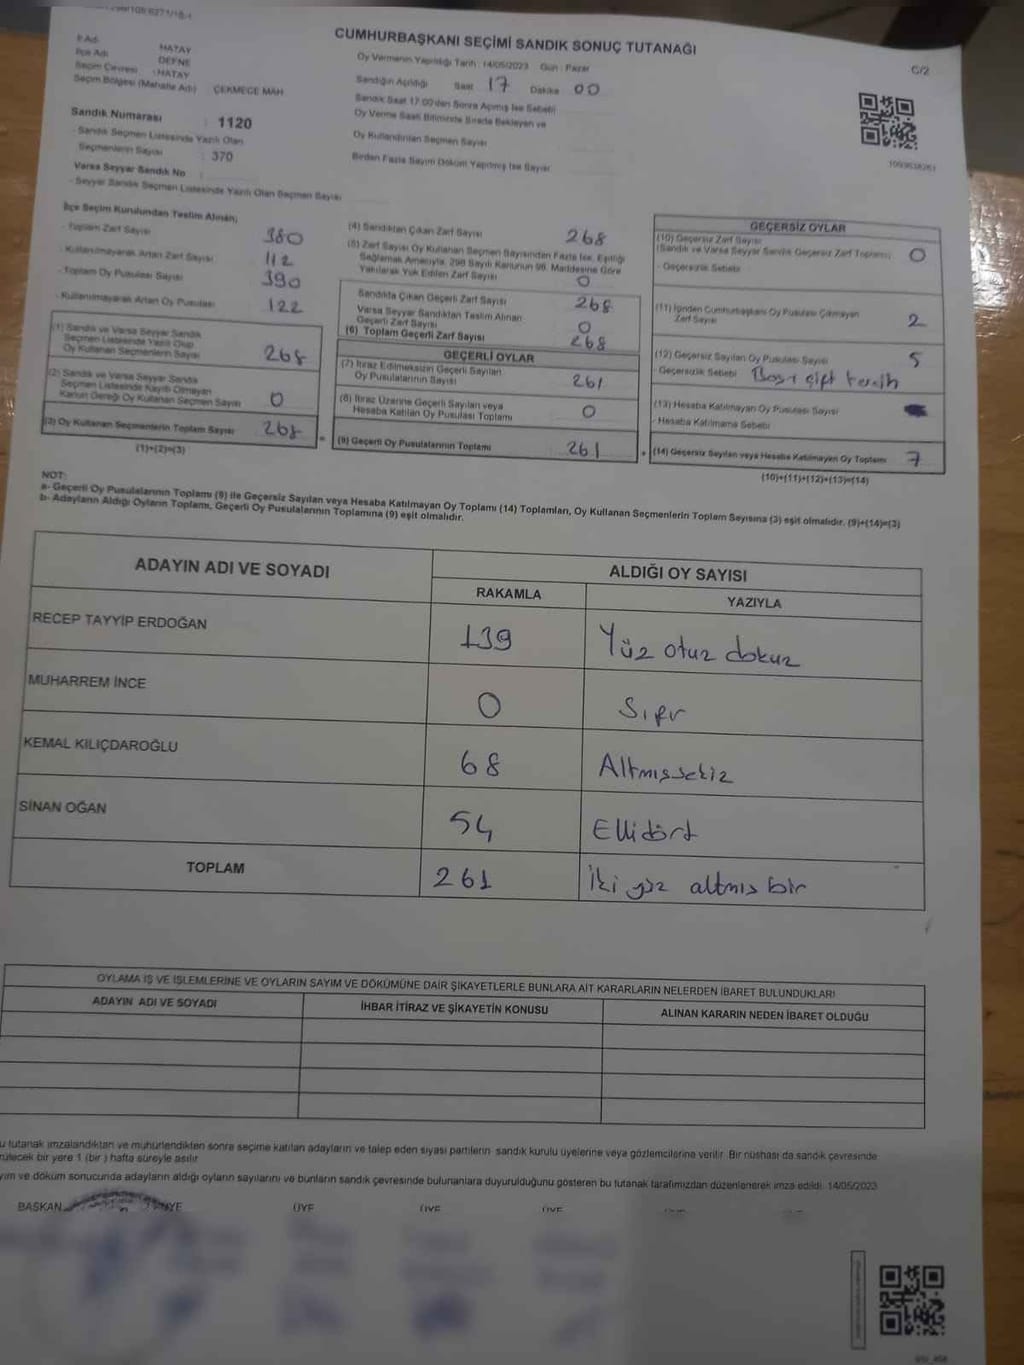 CUMHURBAŞKANI SEÇİMİ SANDIK SONUÇ TUTANAĞI
C/2
İl Adı HATAY
İlçe Adı DEFNE
Seçim Çevresi : HATAY
Seçim Bölgesi (Mahalle Adı) ÇEKMECE MAH
Oy Vermenin Yapıldığı Tarih : 14/05/2023 Gün : Pazar
Sandığın Açıldığı Saat 17 Dakika 00
Sandık Saat 17:00'den Sonra Açılmış İse Sebebi
Oy Verme Saati Bitiminde Sırada Bekleyen ve
Oy Kullandırılan Seçmen Sayısı
Birden Fazla Sayım Döküm Yapılmış İse Sayısı
Sandık Numarası : 1120
- Sandık Seçmen Listesinde Yazılı Olan
Seçmenlerin Sayısı : 370
Varsa Seyyar Sandık No :
- Seyyar Sandık Seçmen Listesinde Yazılı Olan Seçmen Sayısı
İlçe Seçim Kurulundan Teslim Alınan;
- Toplam Zarf Sayısı 380
- Kullanılmayarak Artan Zarf Sayısı 112
- Toplam Oy Pusulası Sayısı 390
- Kullanılmayarak Artan Oy Pusulası 122
(1) Sandık ve Varsa Seyyar Sandık
Seçmen Listesinde Yazılı Olup
Oy Kullanan Seçmenlerin Sayısı 268
(2) Sandık ve Varsa Seyyar Sandık
Seçmen Listesinde Kayıtlı Olmayan
Kanun Gereği Oy Kullanan Seçmen Sayısı 0
(3) Oy Kullanan Seçmenlerin Toplam Sayısı 268
(1)+(2)=(3)
(4) Sandıktan Çıkan Zarf Sayısı 268
(5) Zarf Sayısı Oy Kullanan Seçmen Sayısından Fazla İse, Eşitliği
Sağlamak Amacıyla, 298 Sayılı Kanunun 98. Maddesine Göre
Yakılarak Yok Edilen Zarf Sayısı 0
Sandıkta Çıkan Geçerli Zarf Sayısı 268
Varsa Seyyar Sandıktan Teslim Alınan
Geçerli Zarf Sayısı 0
(6) Toplam Geçerli Zarf Sayısı 268
GEÇERLİ OYLAR
(7) İtiraz Edilmeksizin Geçerli Sayılan
Oy Pusulalarının Sayısı 261
(8) İtiraz Üzerine Geçerli Sayılan veya
Hesaba Katılan Oy Pusulası Toplamı 0
=
(9) Geçerli Oy Pusulalarının Toplamı 261
GEÇERSİZ OYLAR
(10) Geçersiz Zarf Sayısı
(Sandık ve Varsa Seyyar Sandık Geçersiz Zarf Toplamı) 0
- Geçersizlik Sebebi
(11) İçinden Cumhurbaşkanı Oy Pusulası Çıkmayan
Zarf Sayısı 2
(12) Geçersiz Sayılan Oy Pusulası Sayısı 5
Geçersizlik Sebebi Boş, çift tercih
(13) Hesaba Katılmayan Oy Pusulası Sayısı
- Hesaba Katılmama Sebebi
+
(14) Geçersiz Sayılan veya Hesaba Katılmayan Oy Toplamı 7
(10)+(11)+(12)+(13)=(14)
NOT:
a- Geçerli Oy Pusulalarının Toplamı (9) ile Geçersiz Sayılan veya Hesaba Katılmayan Oy Toplamı (14) Toplamları, Oy Kullanan Seçmenlerin Toplam Sayısına (3) eşit olmalıdır. (9)+(14)=(3)
b- Adayların Aldığı Oyların Toplamı, Geçerli Oy Pusulalarının Toplamına (9) eşit olmalıdır.
ADAYIN ADI VE SOYADI ALDIĞI OY SAYISI
RAKAMLA YAZIYLA
RECEP TAYYİP ERDOĞAN 139 Yüz otuz dokuz
MUHARREM İNCE 0 Sıfır
KEMAL KILIÇDAROĞLU 68 Altmışsekiz
SİNAN OĞAN 54 Ellidört
TOPLAM 261 İki yüz altmış bir
OYLAMA İŞ VE İŞLEMLERİNE VE OYLARIN SAYIM VE DÖKÜMÜNE DAİR ŞİKAYETLERLE BUNLARA AİT KARARLARIN NELERDEN İBARET BULUNDUKLARI
ADAYIN ADI VE SOYADI İHBAR İTİRAZ VE ŞİKAYETİN KONUSU ALINAN KARARIN NEDEN İBARET OLDUĞU
u tutanak imzalandıktan ve mühürlendikten sonra seçime katılan adayların ve talep eden siyasi partilerin sandık kurulu üyelerine veya gözlemcilerine verilir. Bir nüshası da sandık çevresinde
rülecek bir yere 1 (bir) hafta süreyle asılır
yım ve döküm sonucunda adayların aldığı oyların sayılarını ve bunların sandık çevresinde bulunanlara duyurulduğunu gösteren bu tutanak tarafımızdan düzenlenerek imza edildi. 14/05/2023
BAŞKAN ÜYE ÜYE ÜYE ÜYE